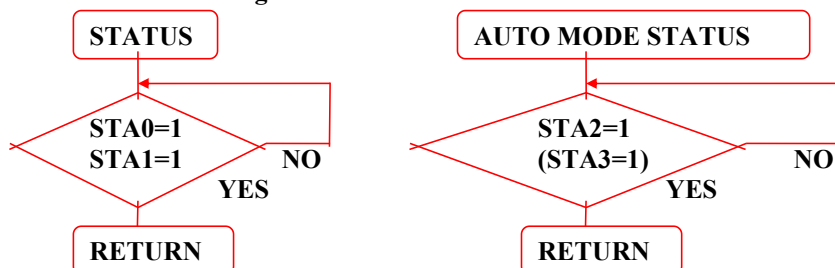 STATUS
STA0=1
STA1=1
NO
YES
RETURN
AUTO MODE STATUS
STA2=1
(STA3=1)
NO
YES
RETURN